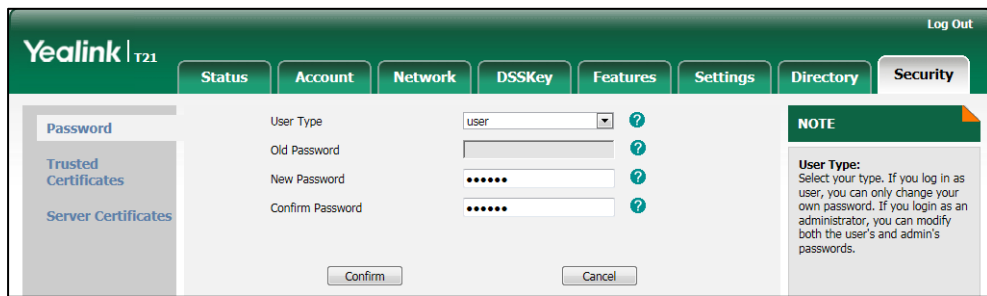 Log Out
Yealink | T21
Status Account Network DSSKey Features Settings Directory Security
Password
Trusted
Certificates
Server Certificates
User Type user ?
Old Password ?
New Password •••••• ?
Confirm Password •••••• ?
Confirm Cancel
NOTE
User Type:
Select your type. If you log in as
user, you can only change your
own password. If you login as an
administrator, you can modify
both the user's and admin's
passwords.